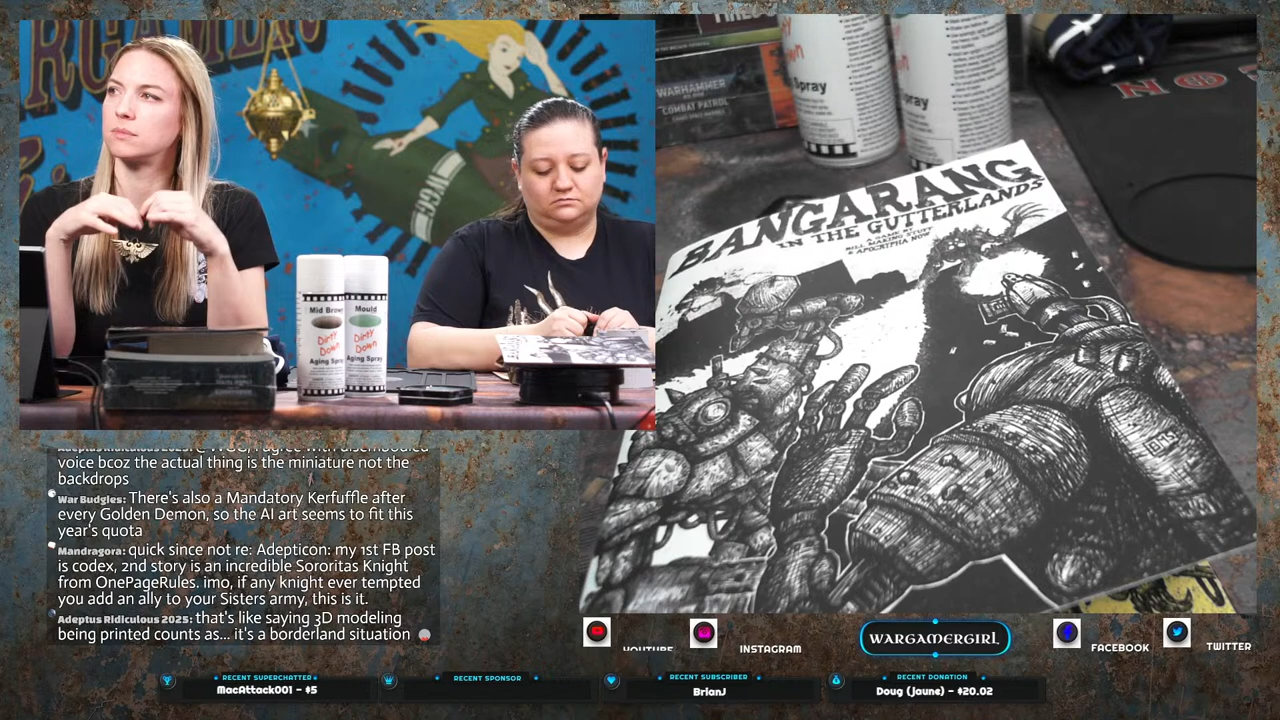 WGG
Mid Brown
Mould
Dirty
Down
Dirty
Down
Aging Spray
Aging Spray
WARHAMMER
COMBAT PATROL
Spray
BANGARANG
IN THE GUTTERLANDS
voice bcoz the actual thing is the miniature not the
backdrops
War Budgies: There's also a Mandatory Kerfuffle after
every Golden Demon, so the AI art seems to fit this
year's quota
Mandragora: quick since not re: Adepticon: my 1st FB post
is codex, 2nd story is an incredible Sororitas Knight
from OnePageRules. imo, if any knight ever tempted
you add an ally to your Sisters army, this is it.
Adeptus Ridiculous 2025: that's like saying 3D modeling
being printed counts as... it's a borderland situation
YOUTUBE
INSTAGRAM
WARGAMERGIRL
FACEBOOK
TWITTER
RECENT SUPERCHATTER
MacAttack001 - $5
RECENT SPONSOR
RECENT SUBSCRIBER
BrianJ
RECENT DONATION
Doug (Jaune) - $20.02